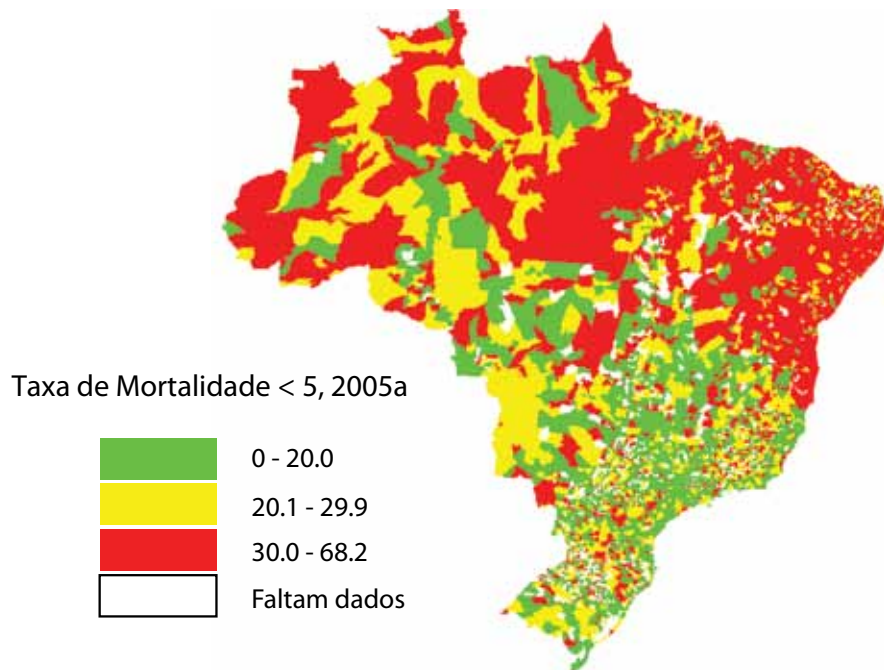 Taxa de Mortalidade < 5, 2005a
0 - 20.0
20.1 - 29.9
30.0 - 68.2
Faltam dados